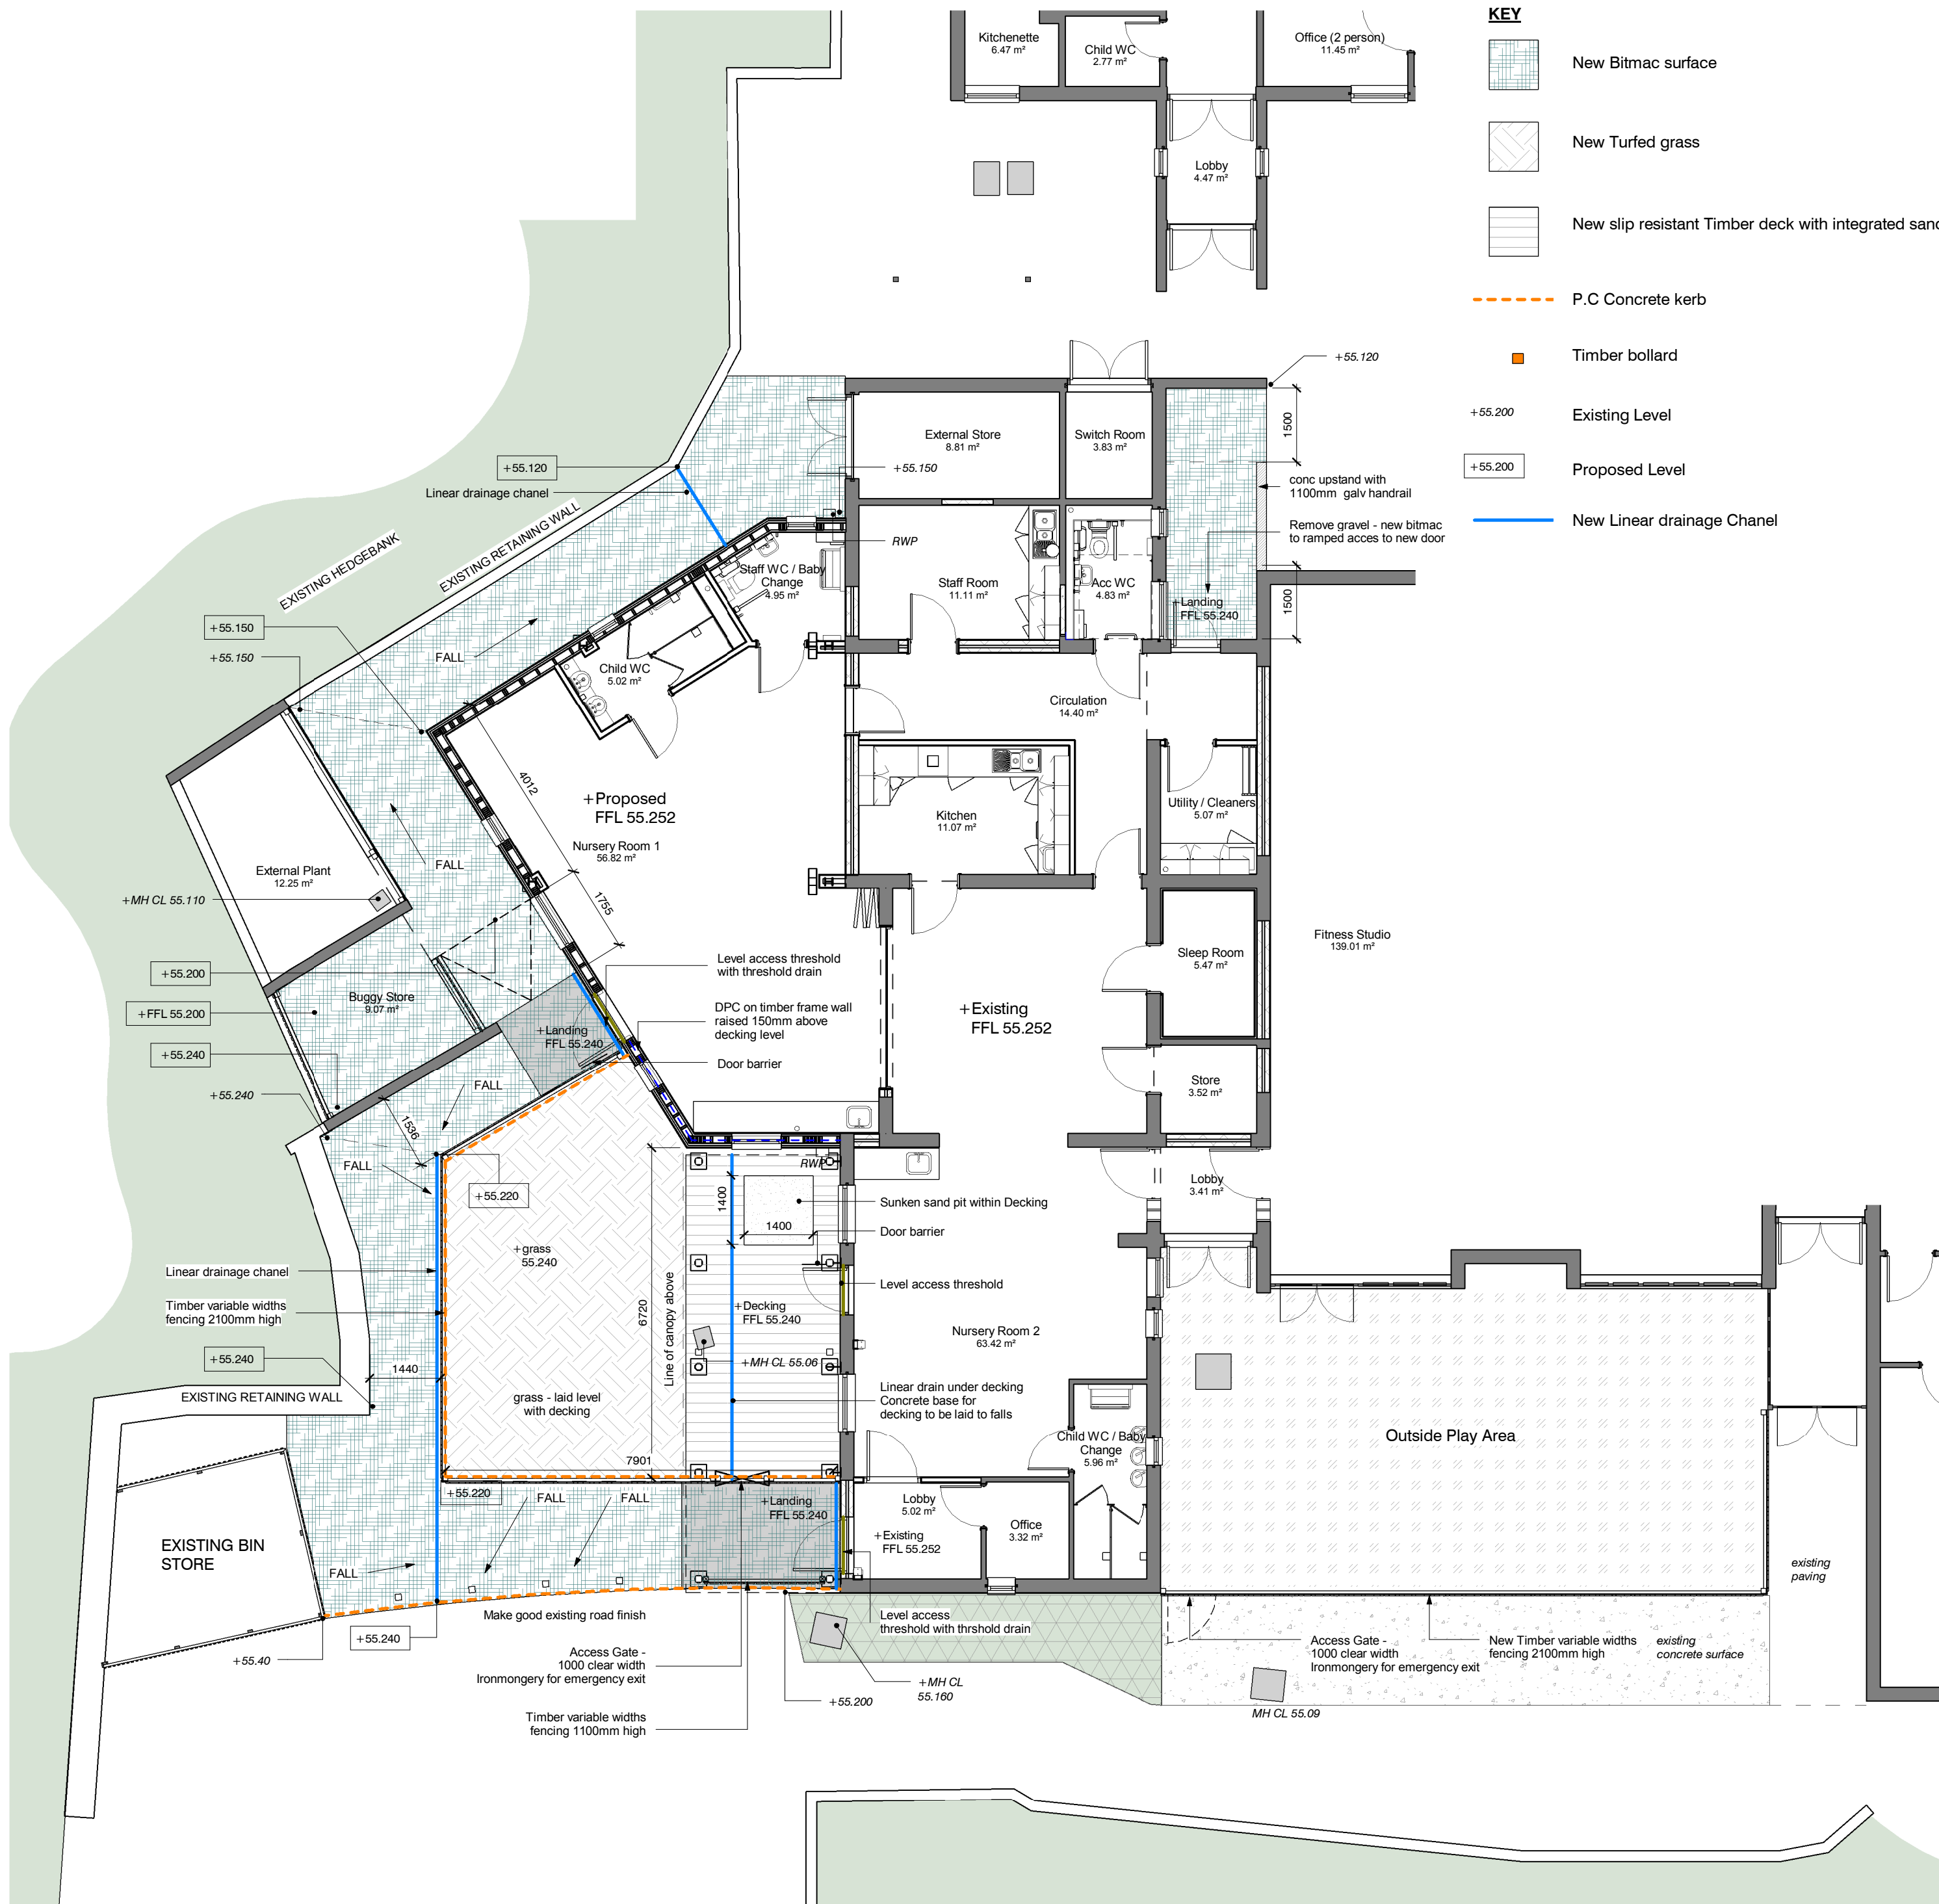 KEY
New Bitmac surface
New Turfed grass
New slip resistant Timber deck with integrated sand
P.C Concrete kerb
Timber bollard
+55.200
Existing Level
+55.200
Proposed Level
New Linear drainage Chanel
Kitchenette
6.47 m²
Child WC
2.77 m²
Office (2 person)
11.45 m²
Lobby
4.47 m²
+55.120
1500
External Store
8.81 m²
Switch Room
3.83 m²
+55.120
Linear drainage chanel
+55.150
conc upstand with
1100mm galv handrail
Remove gravel - new bitmac
to ramped acces to new door
RWP
EXISTING HEDGEBANK
EXISTING RETAINING WALL
Staff WC / Baby
Change
4.95 m²
Staff Room
11.11 m²
Acc WC
4.83 m²
+Landing
FFL 55.240
1500
+55.150
+55.150
FALL
Child WC
5.02 m²
Circulation
14.40 m²
4012
+Proposed
FFL 55.252
Nursery Room 1
56.82 m²
Kitchen
11.07 m²
Utility / Cleaners
5.07 m²
FALL
External Plant
12.25 m²
+MH CL 55.110
1755
Fitness Studio
139.01 m²
Sleep Room
5.47 m²
Level access threshold
with threshold drain
+55.200
Buggy Store
9.07 m²
+FFL 55.200
DPC on timber frame wall
raised 150mm above
decking level
+Existing
FFL 55.252
+Landing
FFL 55.240
+55.240
Door barrier
FALL
+55.240
Store
3.52 m²
1536
FALL
RWP
Lobby
3.41 m²
+55.220
1400
1400
Sunken sand pit within Decking
Door barrier
+grass
55.240
Linear drainage chanel
Level access threshold
Timber variable widths
fencing 2100mm high
+Decking
FFL 55.240
6720
Line of canopy above
Nursery Room 2
63.42 m²
+55.240
+MH CL 55.06
1440
EXISTING RETAINING WALL
grass - laid level
with decking
Linear drain under decking
Concrete base for
decking to be laid to falls
Child WC / Baby
Change
5.96 m²
Outside Play Area
7901
+55.220
FALL
FALL
+Landing
FFL 55.240
Lobby
5.02 m²
Office
3.32 m²
+Existing
FFL 55.252
EXISTING BIN
STORE
FALL
existing
paving
Make good existing road finish
Level access
threshold with thrshold drain
+55.240
+55.40
Access Gate -
1000 clear width
Ironmongery for emergency exit
Access Gate -
1000 clear width
Ironmongery for emergency exit
New Timber variable widths
fencing 2100mm high
existing
concrete surface
+MH CL
55.160
+55.200
MH CL 55.09
Timber variable widths
fencing 1100mm high